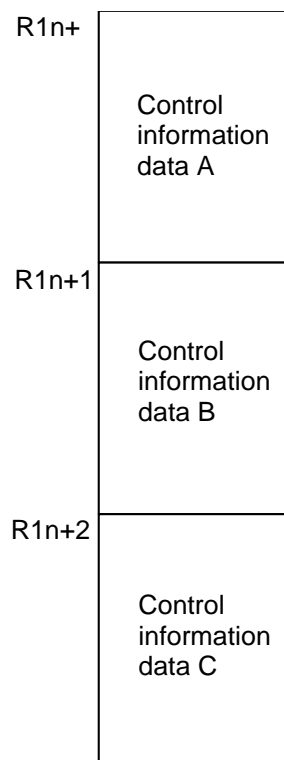 R1n+
Control
information
data A
R1n+1
Control
information
data B
R1n+2
Control
information
data C